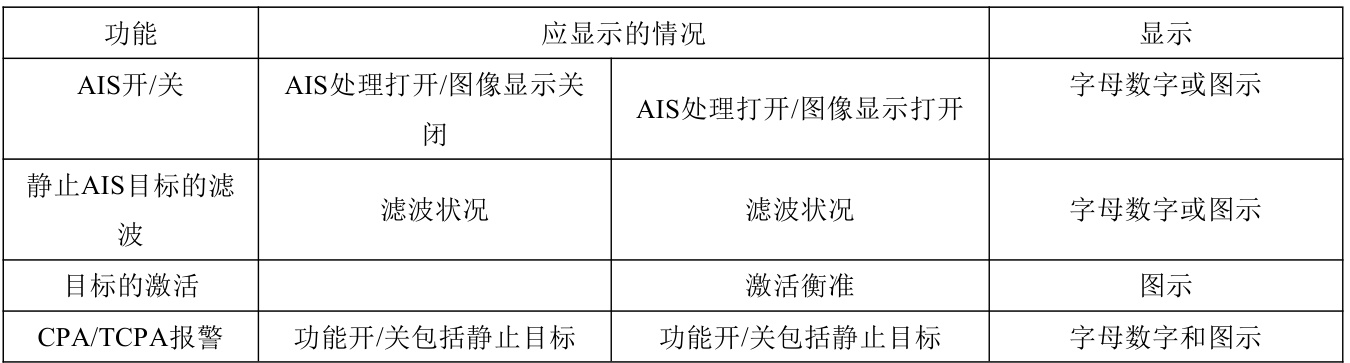 功能 应显示的情况 显示
AIS开/关 AIS处理打开/图像显示关
闭 AIS处理打开/图像显示打开 字母数字或图示
静止AIS目标的滤
波 滤波状况 滤波状况 字母数字或图示
目标的激活 激活衡准 图示
CPA/TCPA报警 功能开/关包括静止目标 功能开/关包括静止目标 字母数字和图示